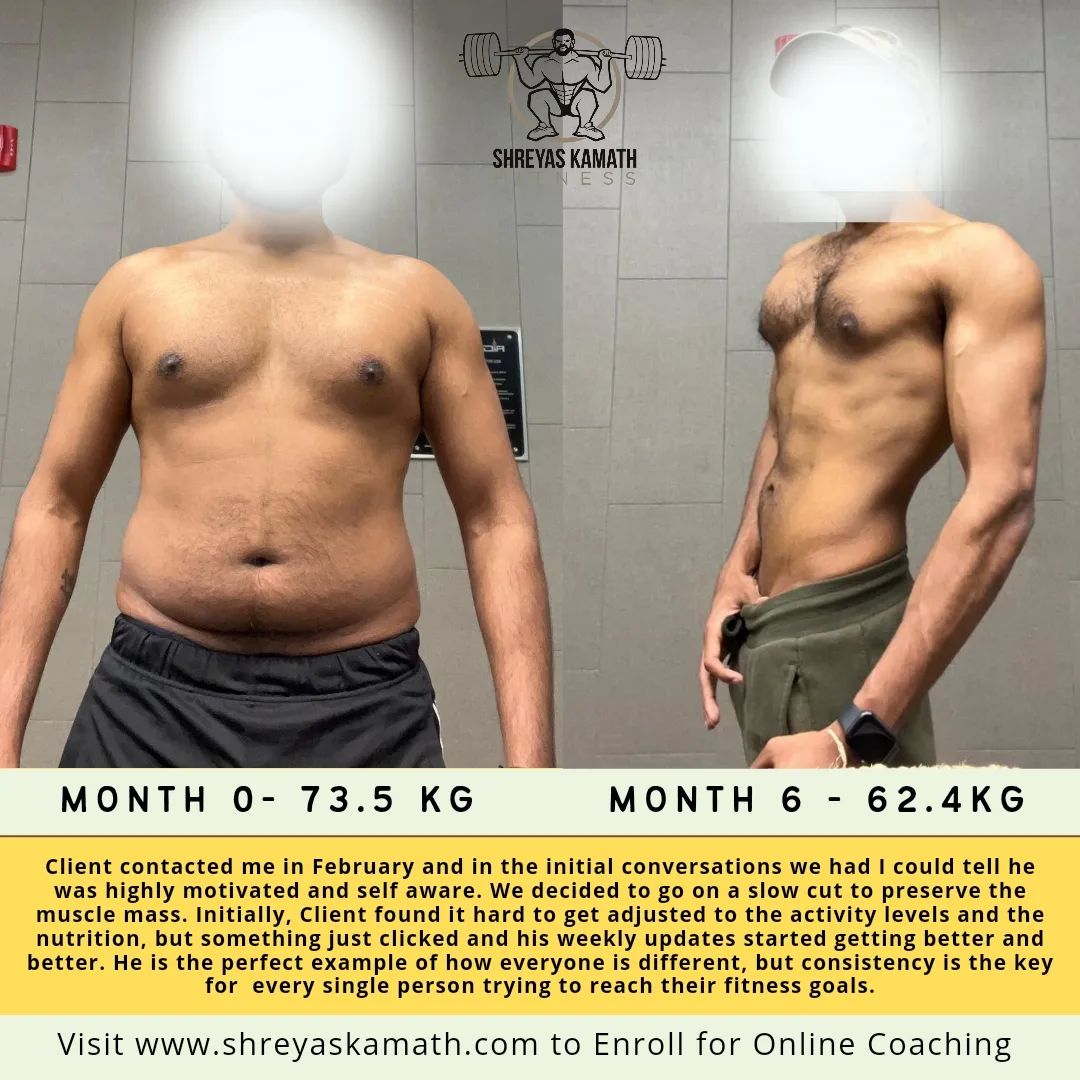 SHREYAS KAMATH
FITNESS
MONTH 0- 73.5 KG
MONTH 6 - 62.4KG
Client contacted me in February and in the initial conversations we had I could tell he
was highly motivated and self aware. We decided to go on a slow cut to preserve the
muscle mass. Initially, Client found it hard to get adjusted to the activity levels and the
nutrition, but something just clicked and his weekly updates started getting better and
better. He is the perfect example of how everyone is different, but consistency is the key
for  every single person trying to reach their fitness goals.
Visit www.shreyaskamath.com to Enroll for Online Coaching